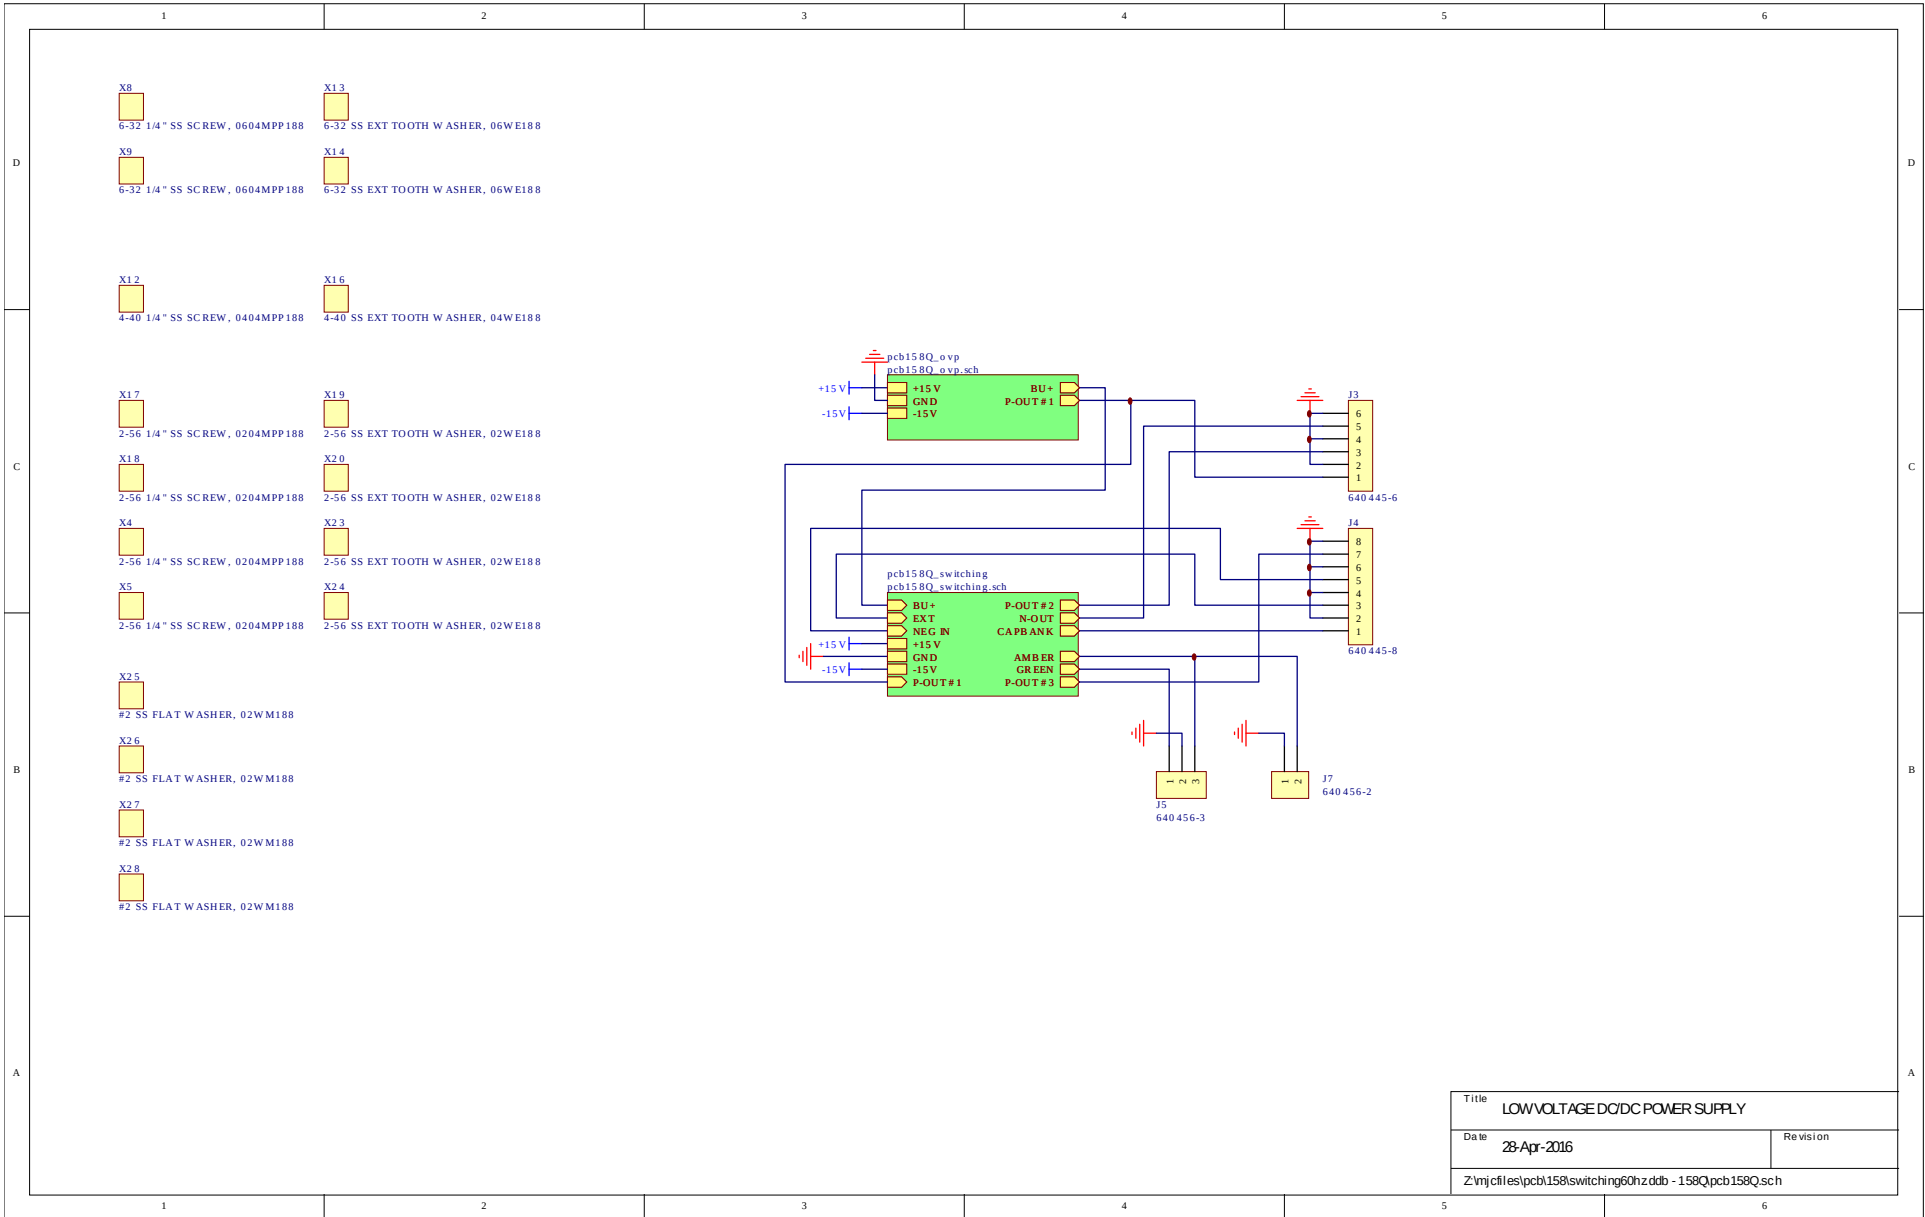 1 2 3 4 5 6
D D
C C
B B
A A
X8
6-32 1/4" SS SCREW, 0604MPP188
X13
6-32 SS EXT TOOTH WASHER, 06WE188
X9
6-32 1/4" SS SCREW, 0604MPP188
X14
6-32 SS EXT TOOTH WASHER, 06WE188
X12
4-40 1/4" SS SCREW, 0404MPP188
X16
4-40 SS EXT TOOTH WASHER, 04WE188
X17
2-56 1/4" SS SCREW, 0204MPP188
X19
2-56 SS EXT TOOTH WASHER, 02WE188
X18
2-56 1/4" SS SCREW, 0204MPP188
X20
2-56 SS EXT TOOTH WASHER, 02WE188
X4
2-56 1/4" SS SCREW, 0204MPP188
X23
2-56 SS EXT TOOTH WASHER, 02WE188
X5
2-56 1/4" SS SCREW, 0204MPP188
X24
2-56 SS EXT TOOTH WASHER, 02WE188
X25
#2 SS FLAT WASHER, 02WM188
X26
#2 SS FLAT WASHER, 02WM188
X27
#2 SS FLAT WASHER, 02WM188
X28
#2 SS FLAT WASHER, 02WM188
pcb158Q_ovp
pcb158Q_ovp.sch
+15V +15V BU+
GND P-OUT#1
-15V -15V
J3
6
5
4
3
2
1
640445-6
J4
8
7
6
5
4
3
2
1
640445-8
pcb158Q_switching
pcb158Q_switching.sch
BU+ P-OUT#2
EXT N-OUT
NEG IN CAPBANK
+15V +15V
GND AMBER
-15V -15V GREEN
P-OUT#1 P-OUT#3
1 2 3
J5
640456-3
1 2
J7
640456-2
Title LOW VOLTAGE DC/DC POWER SUPPLY
Date 28-Apr-2016 Revision
Z:\mjcfiles\pcb\158\switching60hz.ddb - 158Q\pcb158Q.sch
1 2 3 4 5 6